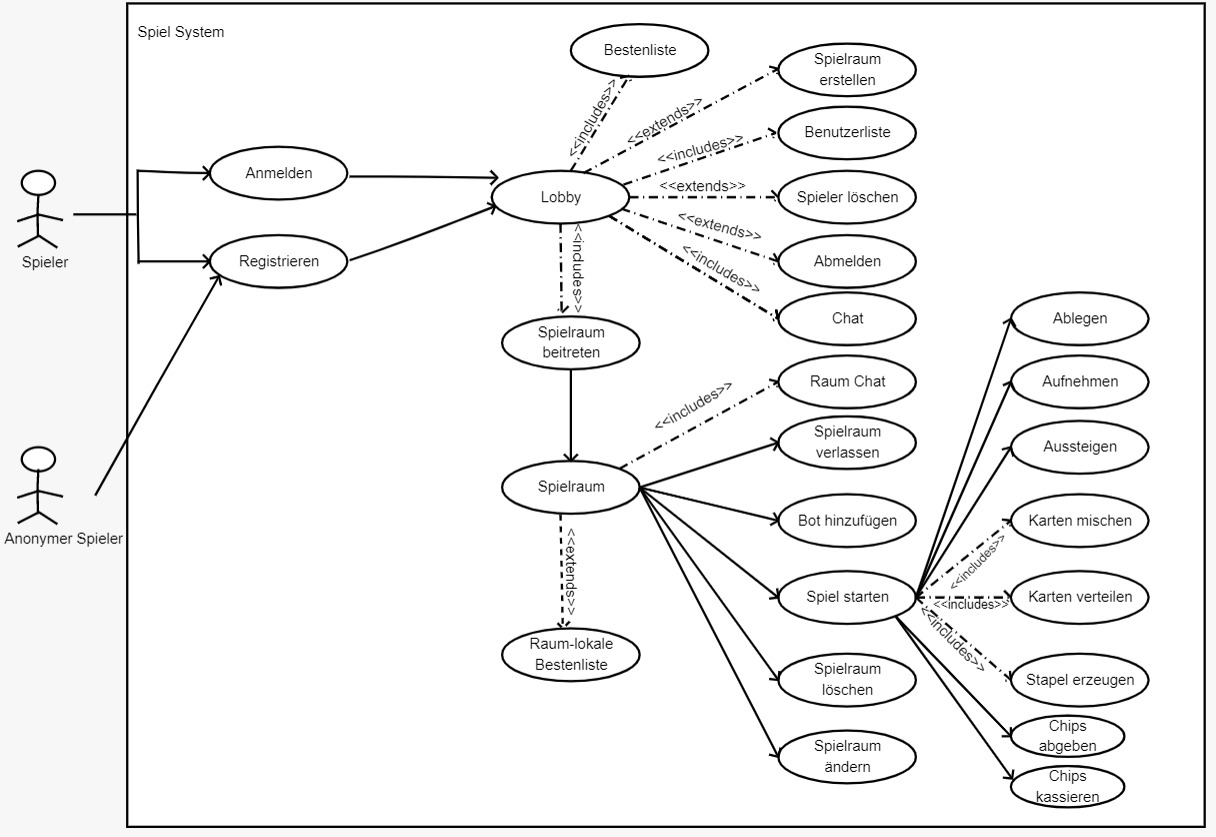 Spiel System
Bestenliste
Spielraum
erstellen
<<includes>>
<<extends>>
Benutzerliste
<<includes>>
Anmelden
Lobby
<<extends>>
Spieler löschen
<<extends>>
Spieler
Registrieren
<<includes>>
<<includes>>
Abmelden
Chat
Ablegen
Spielraum
beitreten
Raum Chat
Aufnehmen
<<includes>>
Spielraum
verlassen
Aussteigen
Spielraum
Bot hinzufügen
Karten mischen
Anonymer Spieler
<<extends>>
<<includes>>
Spiel starten
<<includes>>
Karten verteilen
<<includes>>
Raum-lokale
Bestenliste
Spielraum
löschen
Stapel erzeugen
Chips
abgeben
Spielraum
ändern
Chips
kassieren